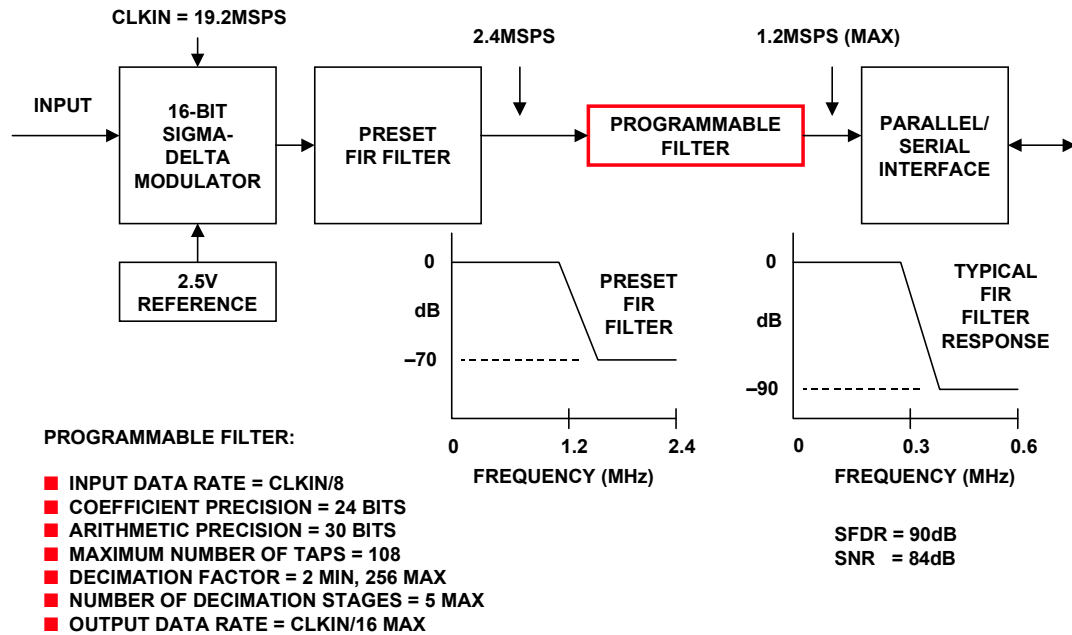 CLKIN = 19.2MSPS
2.4MSPS
1.2MSPS (MAX)
INPUT
16-BIT
SIGMA-
DELTA
MODULATOR
PRESET
FIR FILTER
PROGRAMMABLE
FILTER
PARALLEL/
SERIAL
INTERFACE
2.5V
REFERENCE
0
dB
–70
PRESET
FIR
FILTER
0
1.2
2.4
FREQUENCY (MHz)
0
dB
–90
TYPICAL
FIR
FILTER
RESPONSE
0
0.3
0.6
FREQUENCY (MHz)
SFDR = 90dB
SNR = 84dB
PROGRAMMABLE FILTER:
INPUT DATA RATE = CLKIN/8
COEFFICIENT PRECISION = 24 BITS
ARITHMETIC PRECISION = 30 BITS
MAXIMUM NUMBER OF TAPS = 108
DECIMATION FACTOR = 2 MIN, 256 MAX
NUMBER OF DECIMATION STAGES = 5 MAX
OUTPUT DATA RATE = CLKIN/16 MAX